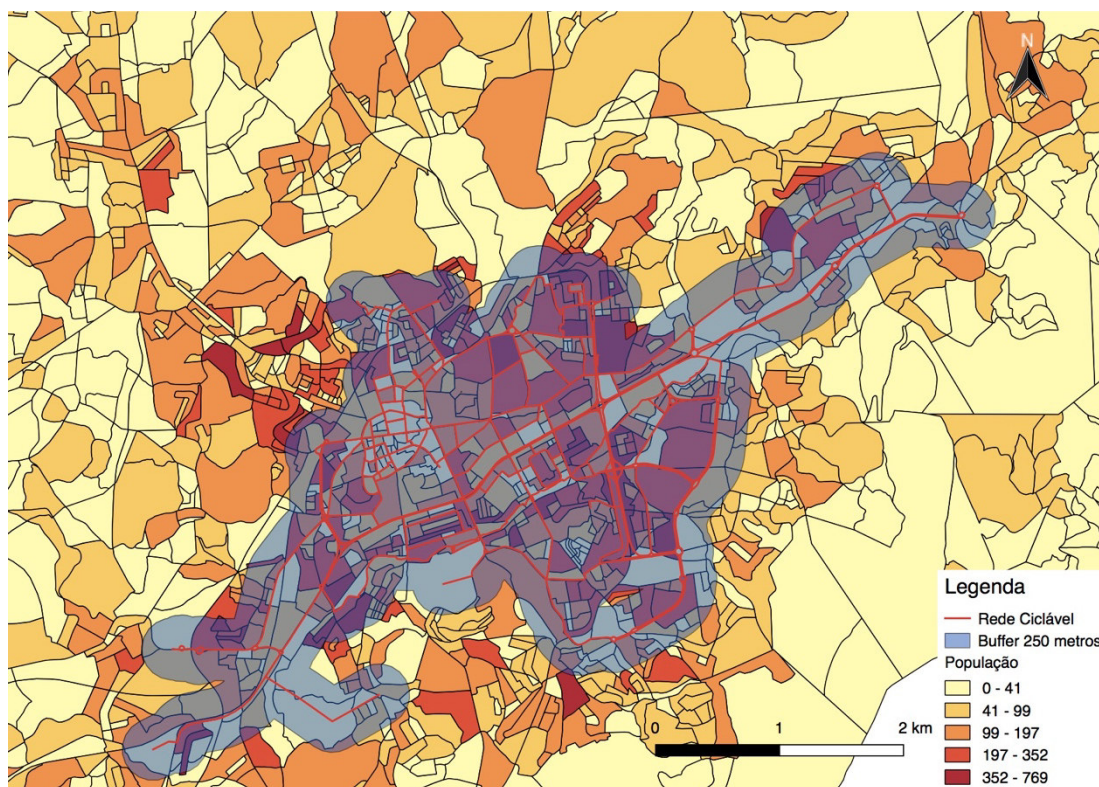 N
Legenda
Rede Ciclável
Buffer 250 metros
População
0 - 41
41 - 99
99 - 197
197 - 352
352 - 769
0 1 2 km